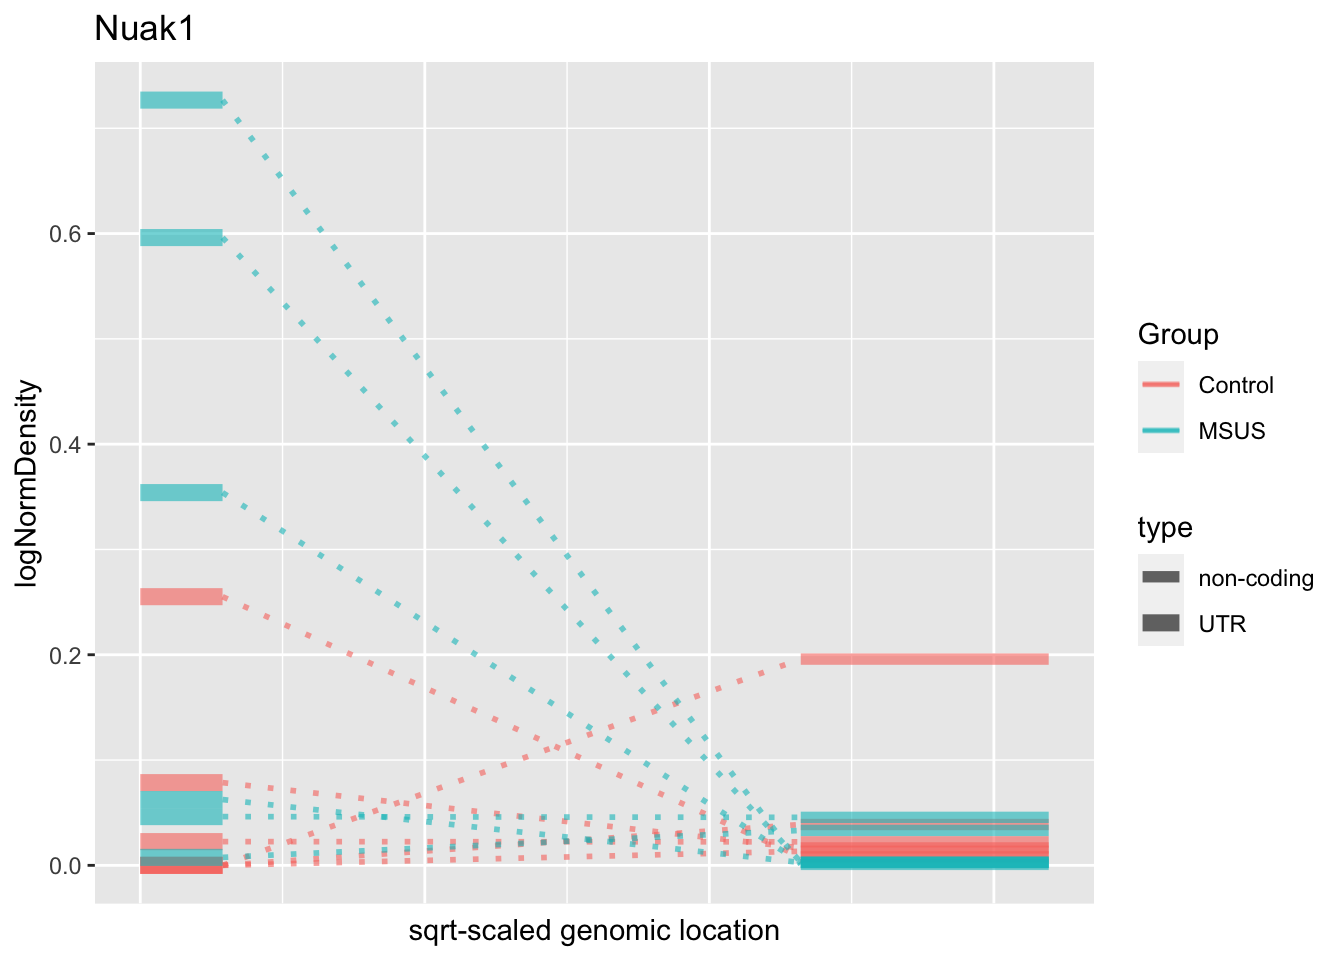 Nuak1
logNormDensity
0.6
0.4
0.2
0.0
sqrt-scaled genomic location
Group
Control
MSUS
type
non-coding
UTR